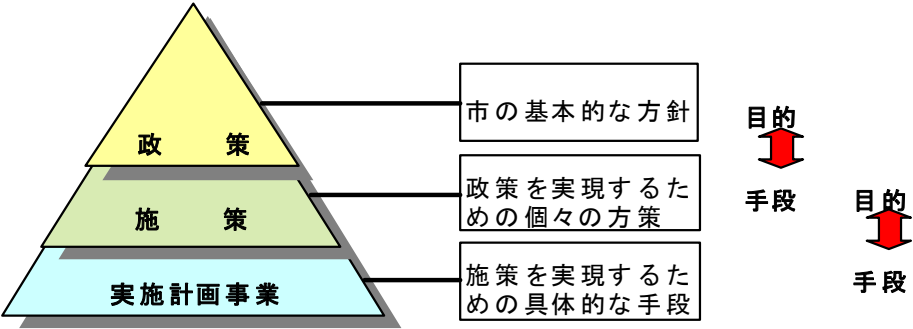 政策
市の基本的な方針
目的
手段
施策
政策を実現するた
めの個々の方策
目的
手段
実施計画事業
施策を実現するた
めの具体的な手段